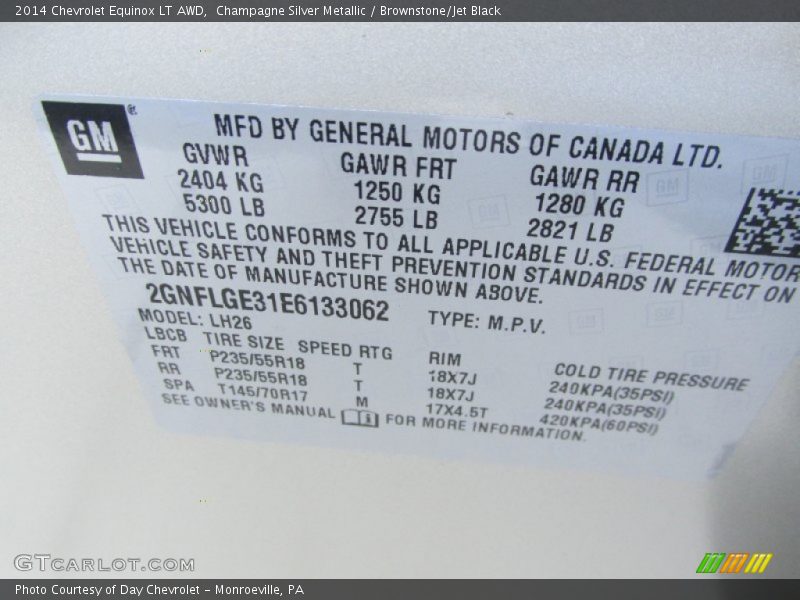 2014 Chevrolet Equinox LT AWD, Champagne Silver Metallic / Brownstone/Jet Black
GM®
MFD BY GENERAL MOTORS OF CANADA LTD.
GVWR GAWR FRT GAWR RR
2404 KG 1250 KG 1280 KG
5300 LB 2755 LB 2821 LB
THIS VEHICLE CONFORMS TO ALL APPLICABLE U.S. FEDERAL MOTOR
VEHICLE SAFETY AND THEFT PREVENTION STANDARDS IN EFFECT ON
THE DATE OF MANUFACTURE SHOWN ABOVE.
2GNFLGE31E6133062 TYPE: M.P.V.
MODEL: LH26
LBCB TIRE SIZE SPEED RTG RIM COLD TIRE PRESSURE
FRT P235/55R18 T 18X7J 240KPA(35PSI)
RR P235/55R18 T 18X7J 240KPA(35PSI)
SPA T145/70R17 M 17X4.5T 420KPA(60PSI)
SEE OWNER'S MANUAL FOR MORE INFORMATION.
GTCARLOT.COM
Photo Courtesy of Day Chevrolet - Monroeville, PA